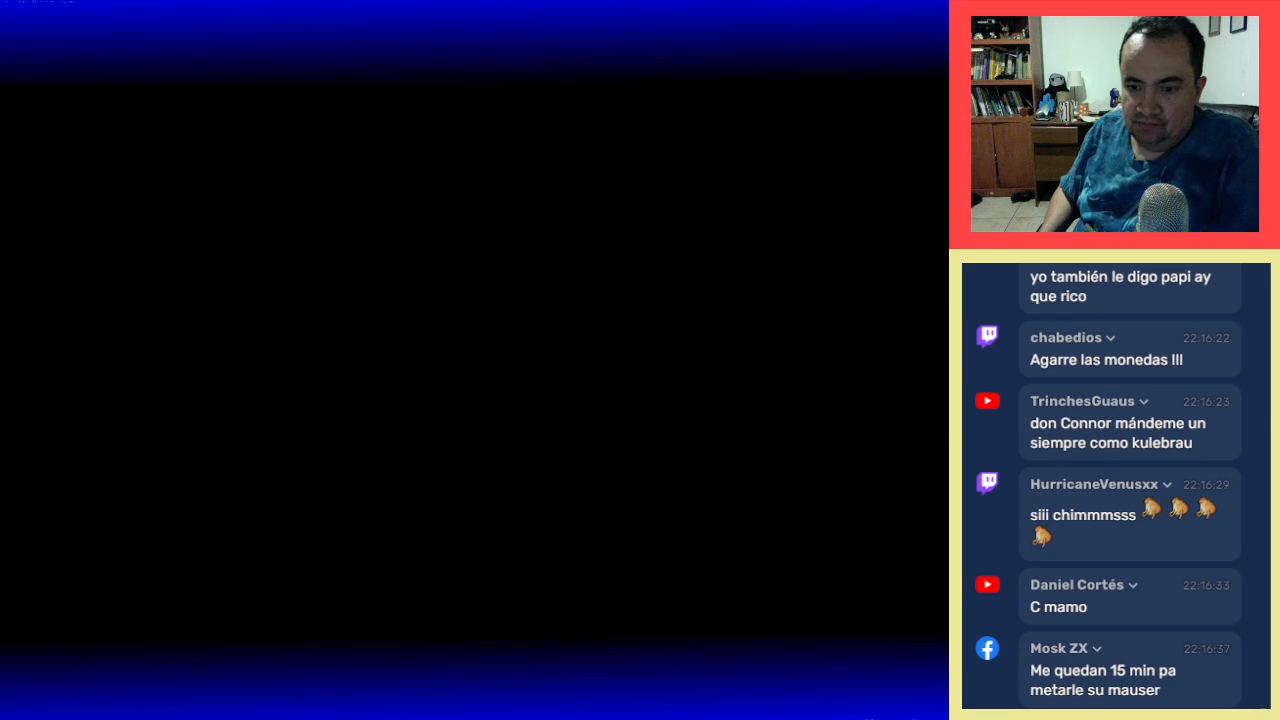 yo también le digo papi ay
que rico
chabedios
22:16:22
Agarre las monedas !!!
TrinchesGuaus
22:16:23
don Connor mándeme un
siempre como kulebrau
HurricaneVenusxx
22:16:29
siii chimmmsss
Daniel Cortés
22:16:33
C mamo
Mosk ZX
22:16:37
Me quedan 15 min pa
metarle su mauser